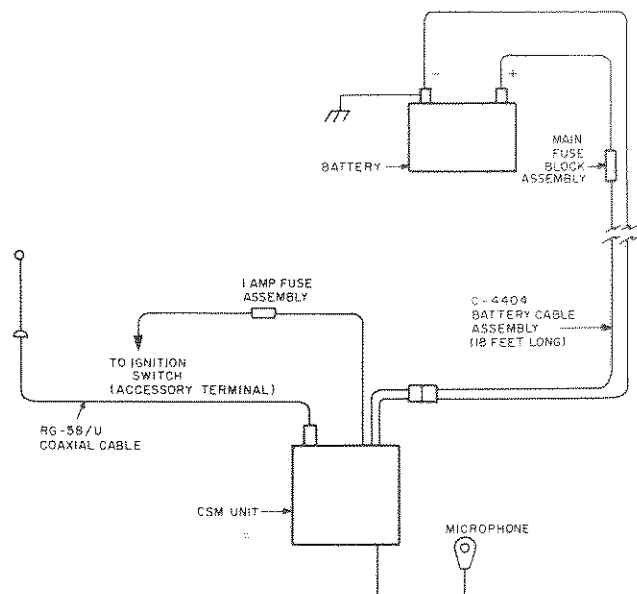 -
+
MAIN
FUSE
BLOCK
ASSEMBLY
BATTERY
1 AMP FUSE
ASSEMBLY
C-4404
BATTERY CABLE
ASSEMBLY
(18 FEET LONG)
TO IGNITION
SWITCH
(ACCESSORY TERMINAL)
RG-58/U
COAXIAL CABLE
CSM UNIT
MICROPHONE